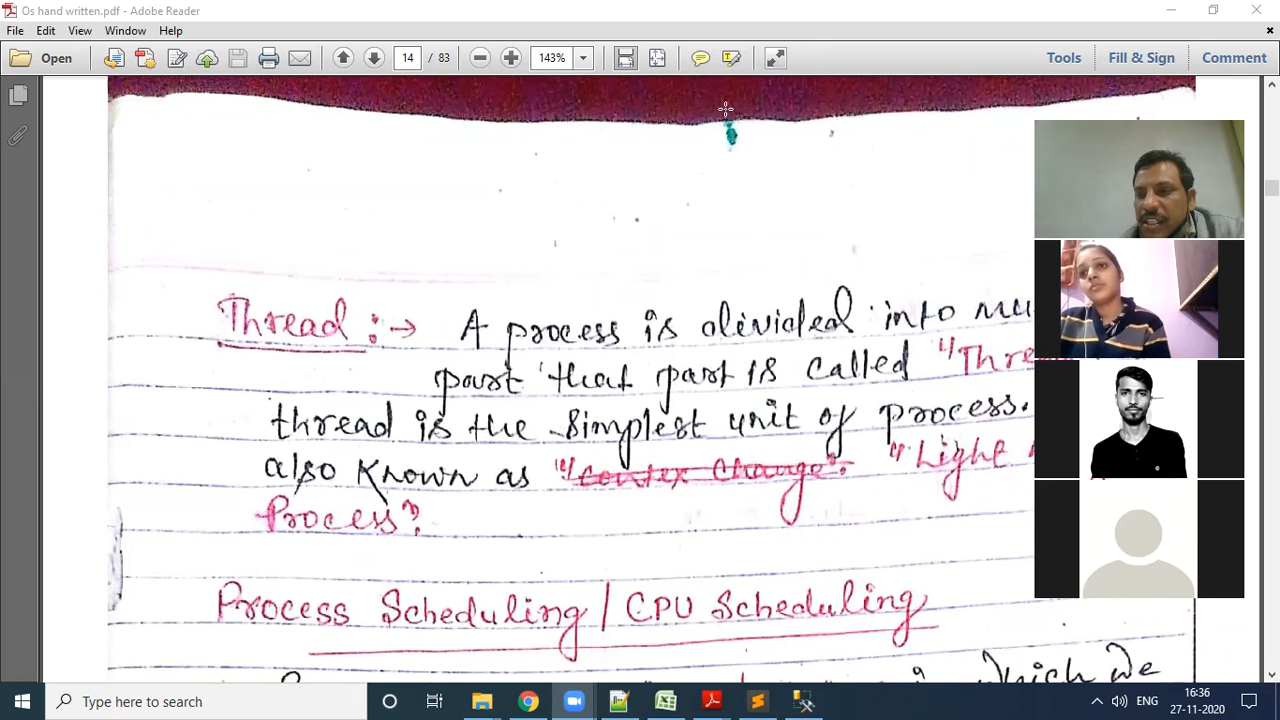 Os hand written.pdf - Adobe Reader
File Edit View Window Help
Open 14 / 83 143% Tools Fill & Sign Comment
Thread :→ A process is divided into mu
part that part is called "Thre
thread is the simplest unit of process.
also known as "Contex Change". "Light
Process"
Process Scheduling / CPU Scheduling
which we
Type here to search
ENG 16:36
27-11-2020